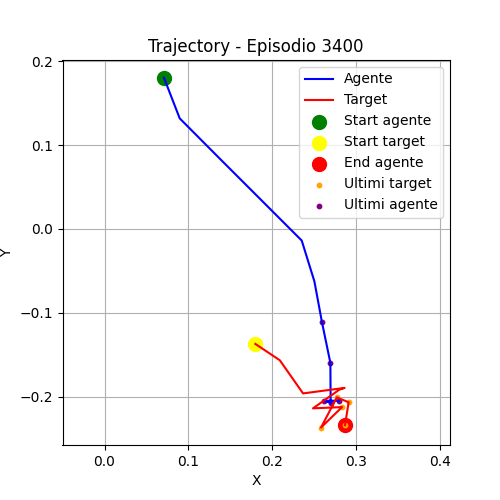 Trajectory - Episodio 3400
Agente
Target
Start agente
Start target
End agente
Ultimi target
Ultimi agente
0.2
0.1
0.0
−0.1
−0.2
Y
0.0
0.1
0.2
0.3
0.4
X